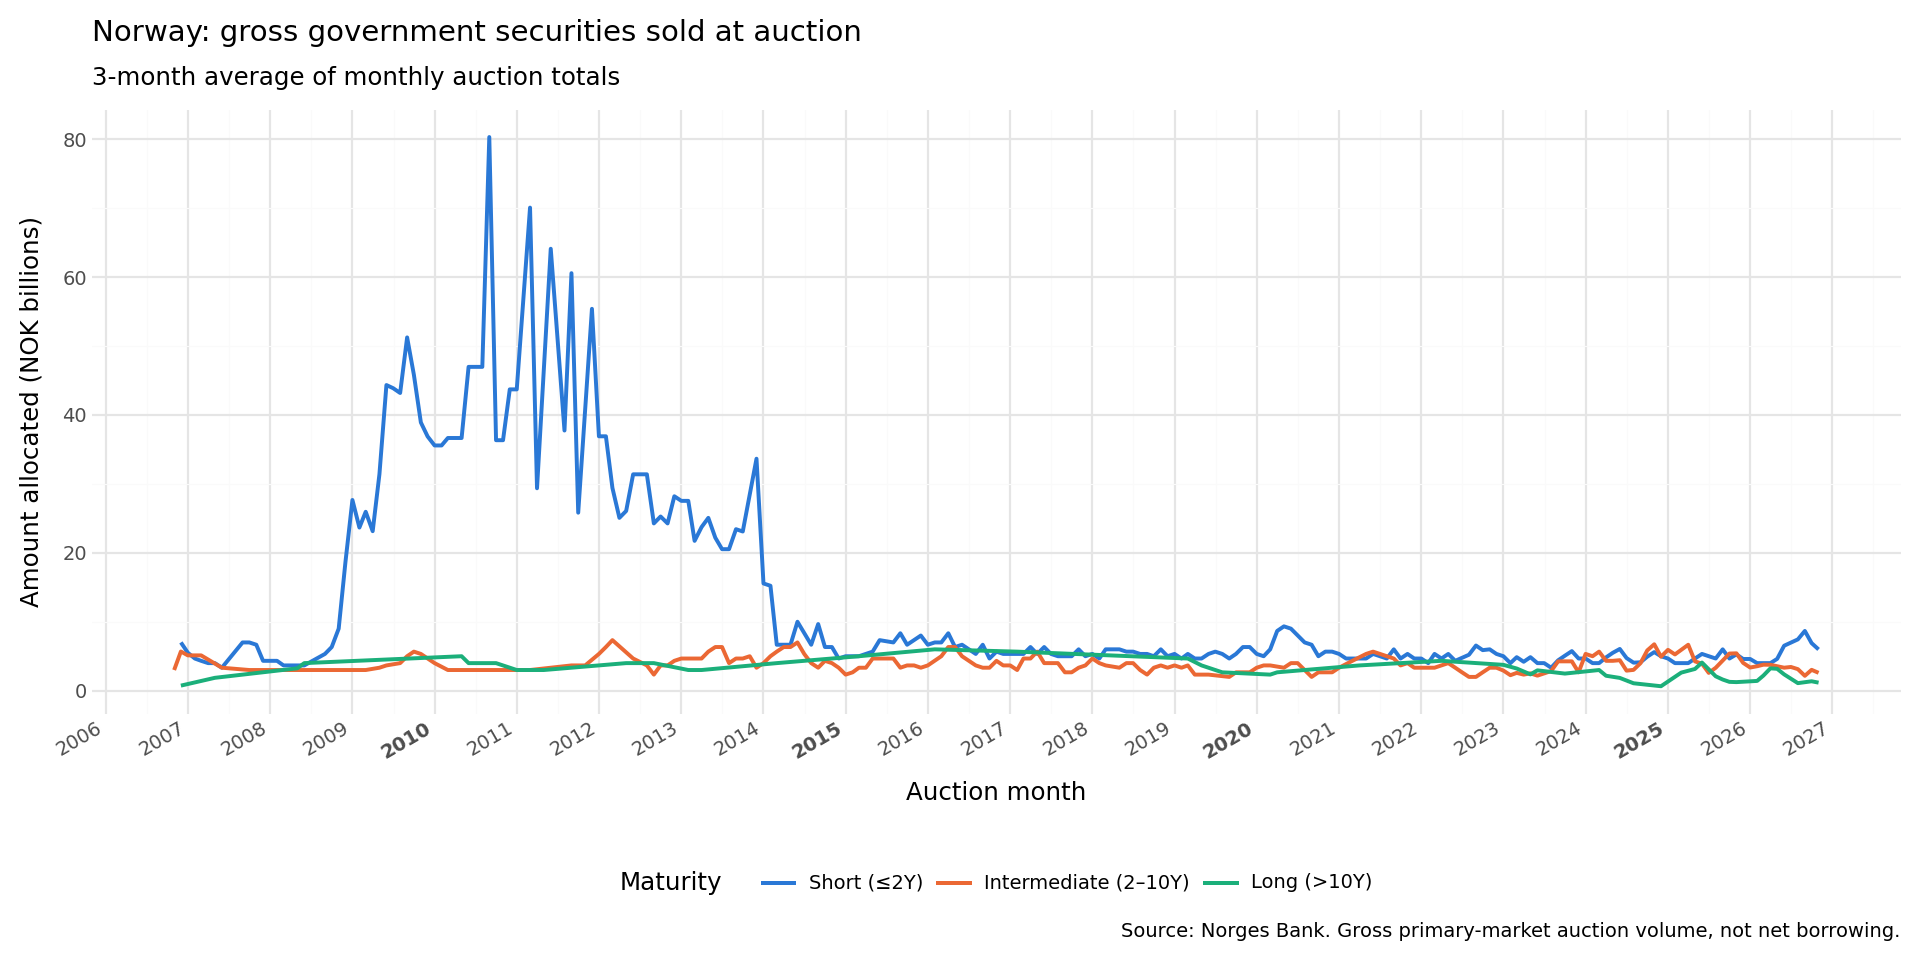 Norway: gross government securities sold at auction
3-month average of monthly auction totals
Amount allocated (NOK billions)
80
60
40
20
0
2006 2007 2008 2009 2010 2011 2012 2013 2014 2015 2016 2017 2018 2019 2020 2021 2022 2023 2024 2025 2026 2027
Auction month
Maturity Short (≤2Y) Intermediate (2–10Y) Long (>10Y)
Source: Norges Bank. Gross primary-market auction volume, not net borrowing.